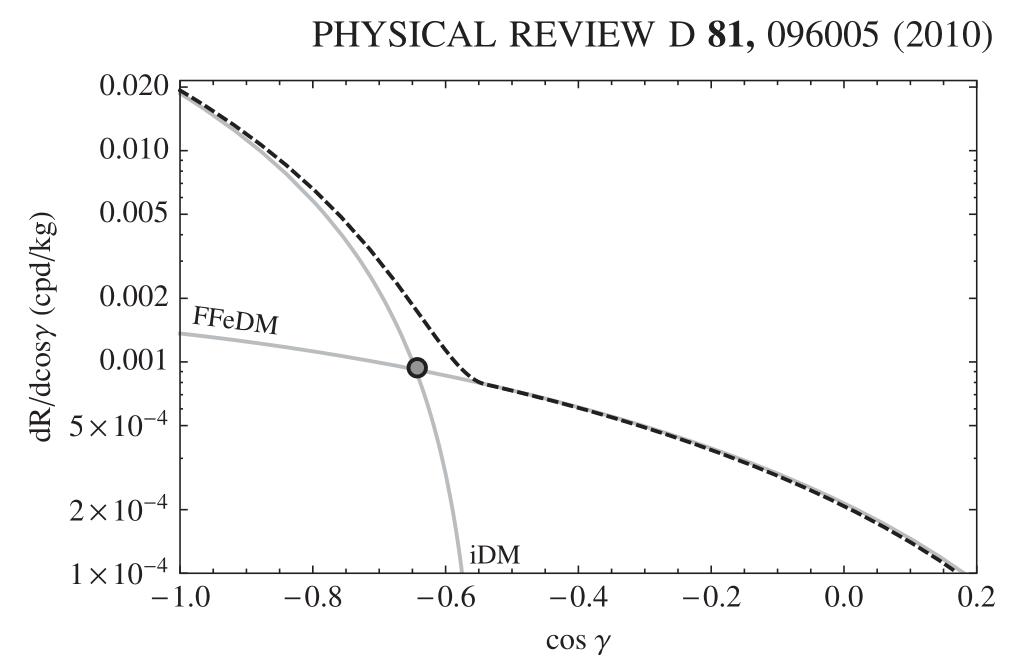 PHYSICAL REVIEW D 81, 096005 (2010)
0.020
0.010
0.005
0.002
0.001
5×10⁻⁴
2×10⁻⁴
1×10⁻⁴
dR/dcosγ (cpd/kg)
FFeDM
iDM
−1.0 −0.8 −0.6 −0.4 −0.2 0.0 0.2
cos γ